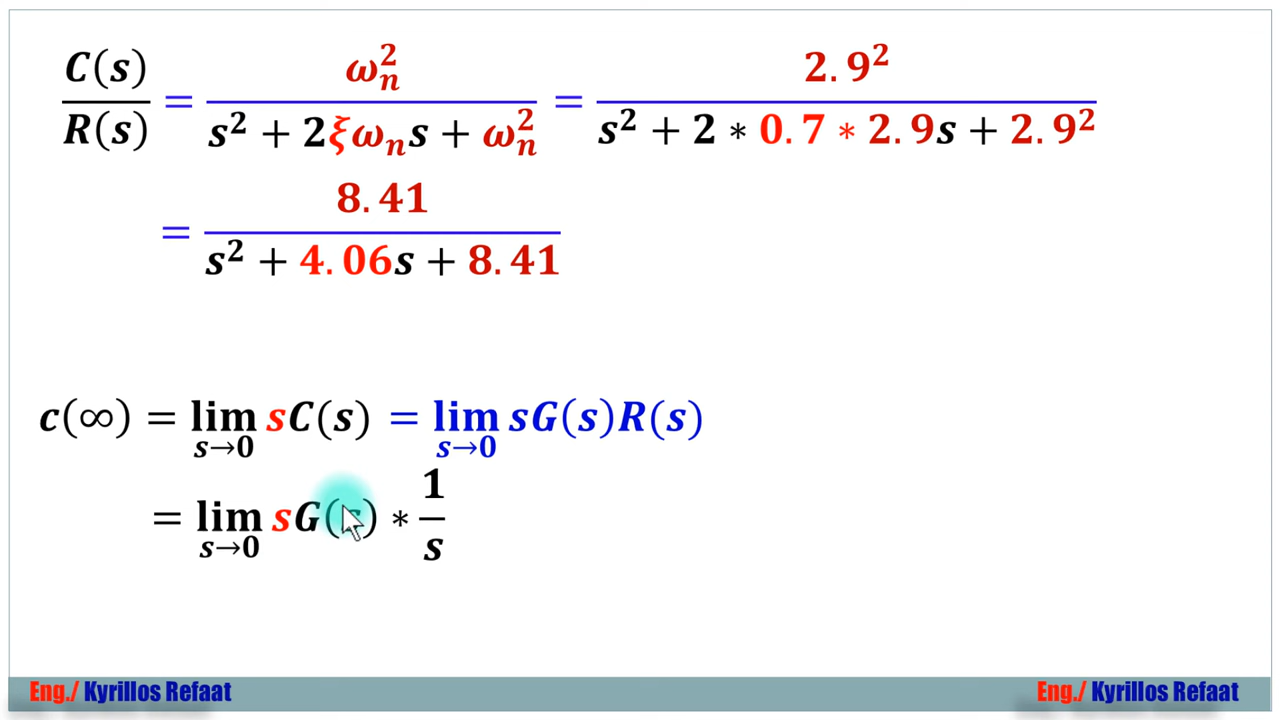 C(s)/R(s) = ωₙ²/(s² + 2ξωₙs + ωₙ²) = 2.9²/(s² + 2 * 0.7 * 2.9s + 2.9²)
= 8.41/(s² + 4.06s + 8.41)
c(∞) = lim s→0 sC(s) = lim s→0 sG(s)R(s)
= lim s→0 sG(s) * 1/s
Eng./ Kyrillos Refaat
Eng./ Kyrillos Refaat